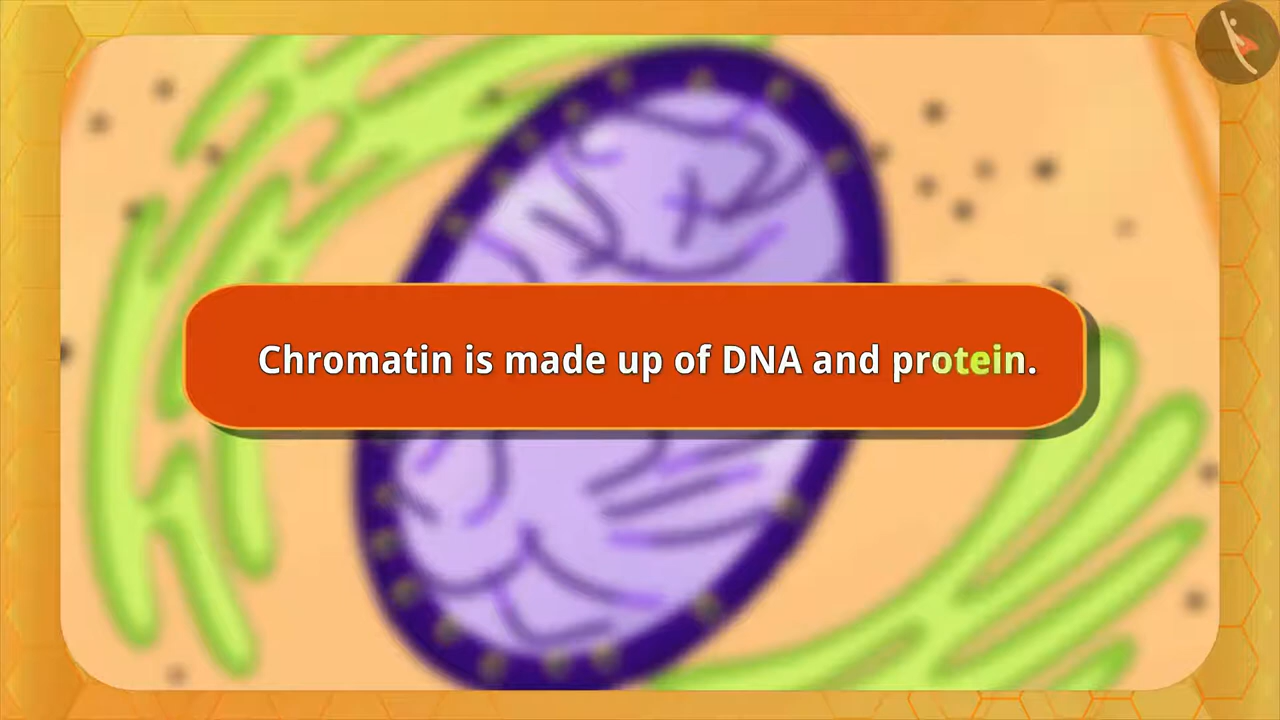 Chromatin is made up of DNA and protein.